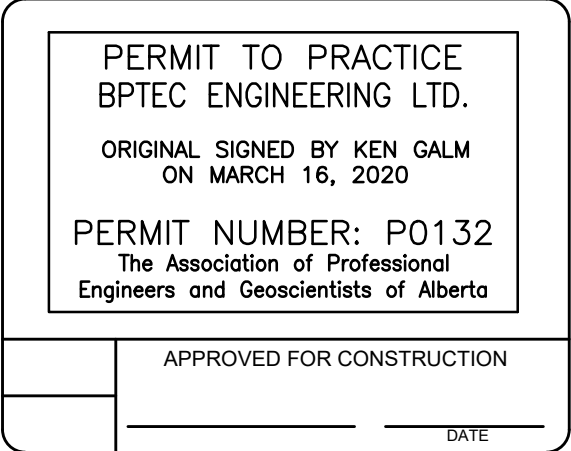 PERMIT TO PRACTICE
BPTEC ENGINEERING LTD.
ORIGINAL SIGNED BY KEN GALM
ON MARCH 16, 2020
PERMIT NUMBER: P0132
The Association of Professional
Engineers and Geoscientists of Alberta
APPROVED FOR CONSTRUCTION
DATE